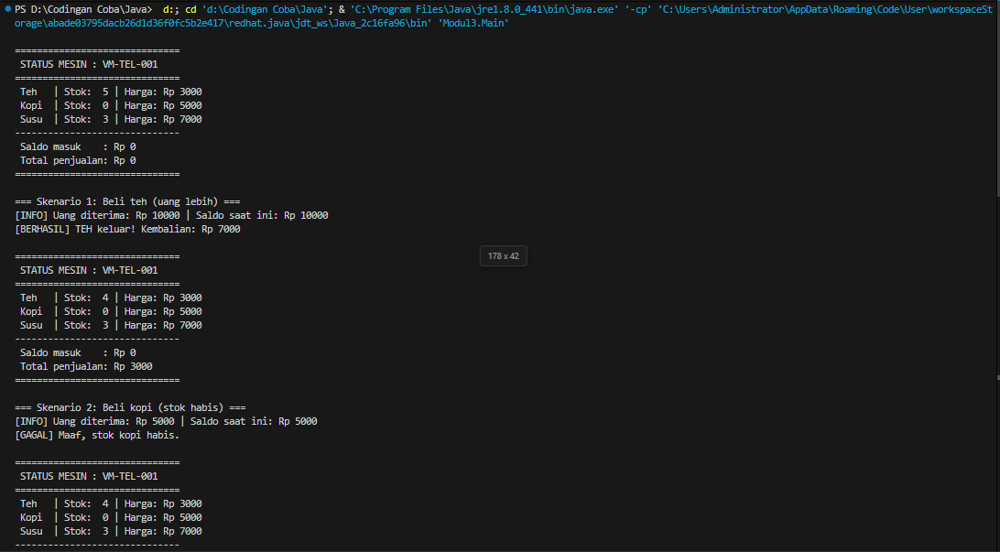 PS D:\Codingan Coba\Java>  d:; cd 'd:\Codingan Coba\Java'; & 'C:\Program Files\Java\jre1.8.0_441\bin\java.exe' '-cp' 'C:\Users\Administrator\AppData\Roaming\Code\User\workspaceSt
orage\abade03795dacb26d1d36f0fc5b2e417\redhat.java\jdt_ws\Java_2c16fa96\bin' 'Modul3.Main'
==============================
 STATUS MESIN : VM-TEL-001
==============================
 Teh   | Stok:  5 | Harga: Rp 3000
 Kopi  | Stok:  0 | Harga: Rp 5000
 Susu  | Stok:  3 | Harga: Rp 7000
------------------------------
 Saldo masuk    : Rp 0
 Total penjualan: Rp 0
==============================
=== Skenario 1: Beli teh (uang lebih) ===
[INFO] Uang diterima: Rp 10000 | Saldo saat ini: Rp 10000
[BERHASIL] TEH keluar! Kembalian: Rp 7000
==============================
 STATUS MESIN : VM-TEL-001
==============================
 Teh   | Stok:  4 | Harga: Rp 3000
 Kopi  | Stok:  0 | Harga: Rp 5000
 Susu  | Stok:  3 | Harga: Rp 7000
------------------------------
 Saldo masuk    : Rp 0
 Total penjualan: Rp 3000
==============================
=== Skenario 2: Beli kopi (stok habis) ===
[INFO] Uang diterima: Rp 5000 | Saldo saat ini: Rp 5000
[GAGAL] Maaf, stok kopi habis.
==============================
 STATUS MESIN : VM-TEL-001
==============================
 Teh   | Stok:  4 | Harga: Rp 3000
 Kopi  | Stok:  0 | Harga: Rp 5000
 Susu  | Stok:  3 | Harga: Rp 7000
------------------------------
178 x 42